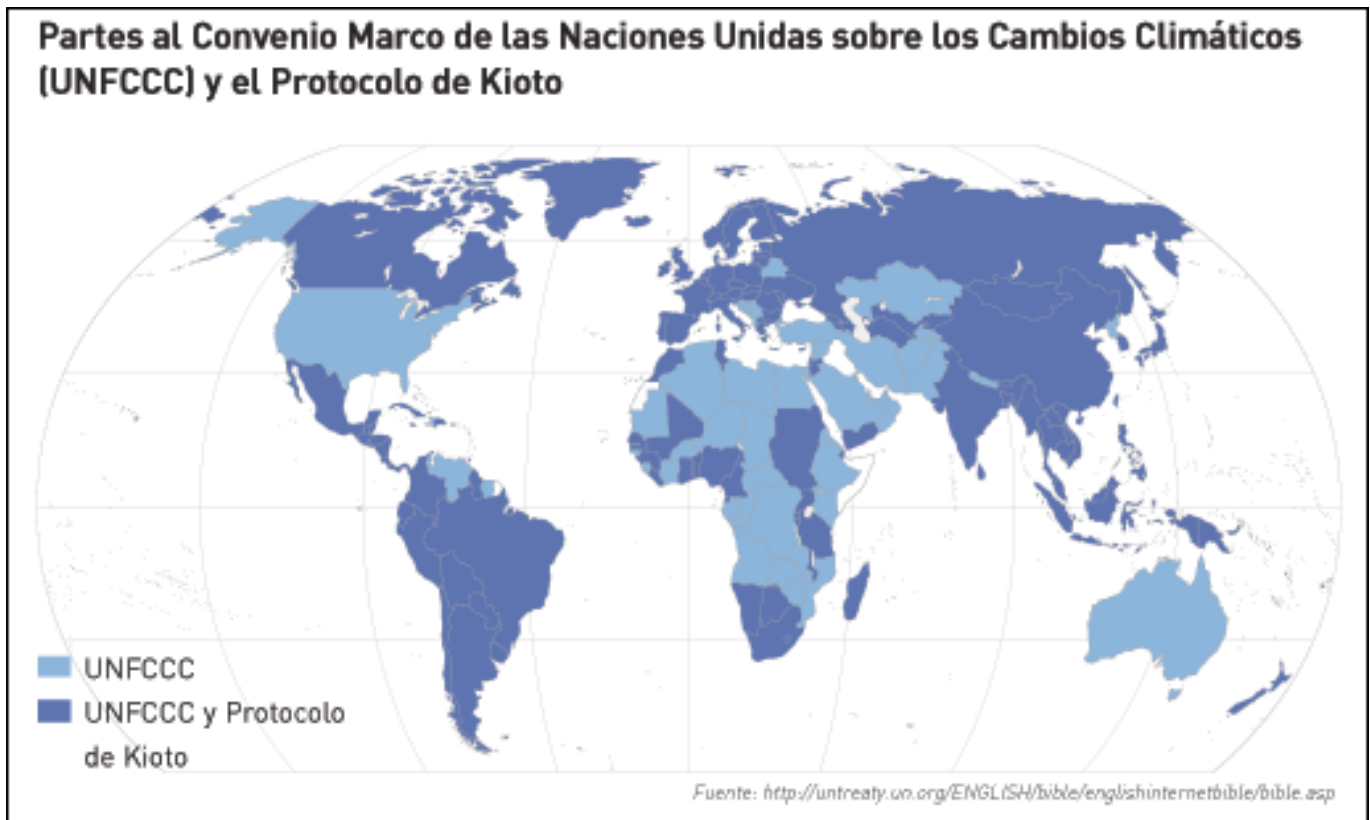 Partes al Convenio Marco de las Naciones Unidas sobre los Cambios Climáticos
(UNFCCC) y el Protocolo de Kioto
UNFCCC
UNFCCC y Protocolo
de Kioto
Fuente: http://untreaty.un.org/ENGLISH/bible/englishinternetbible/bible.asp